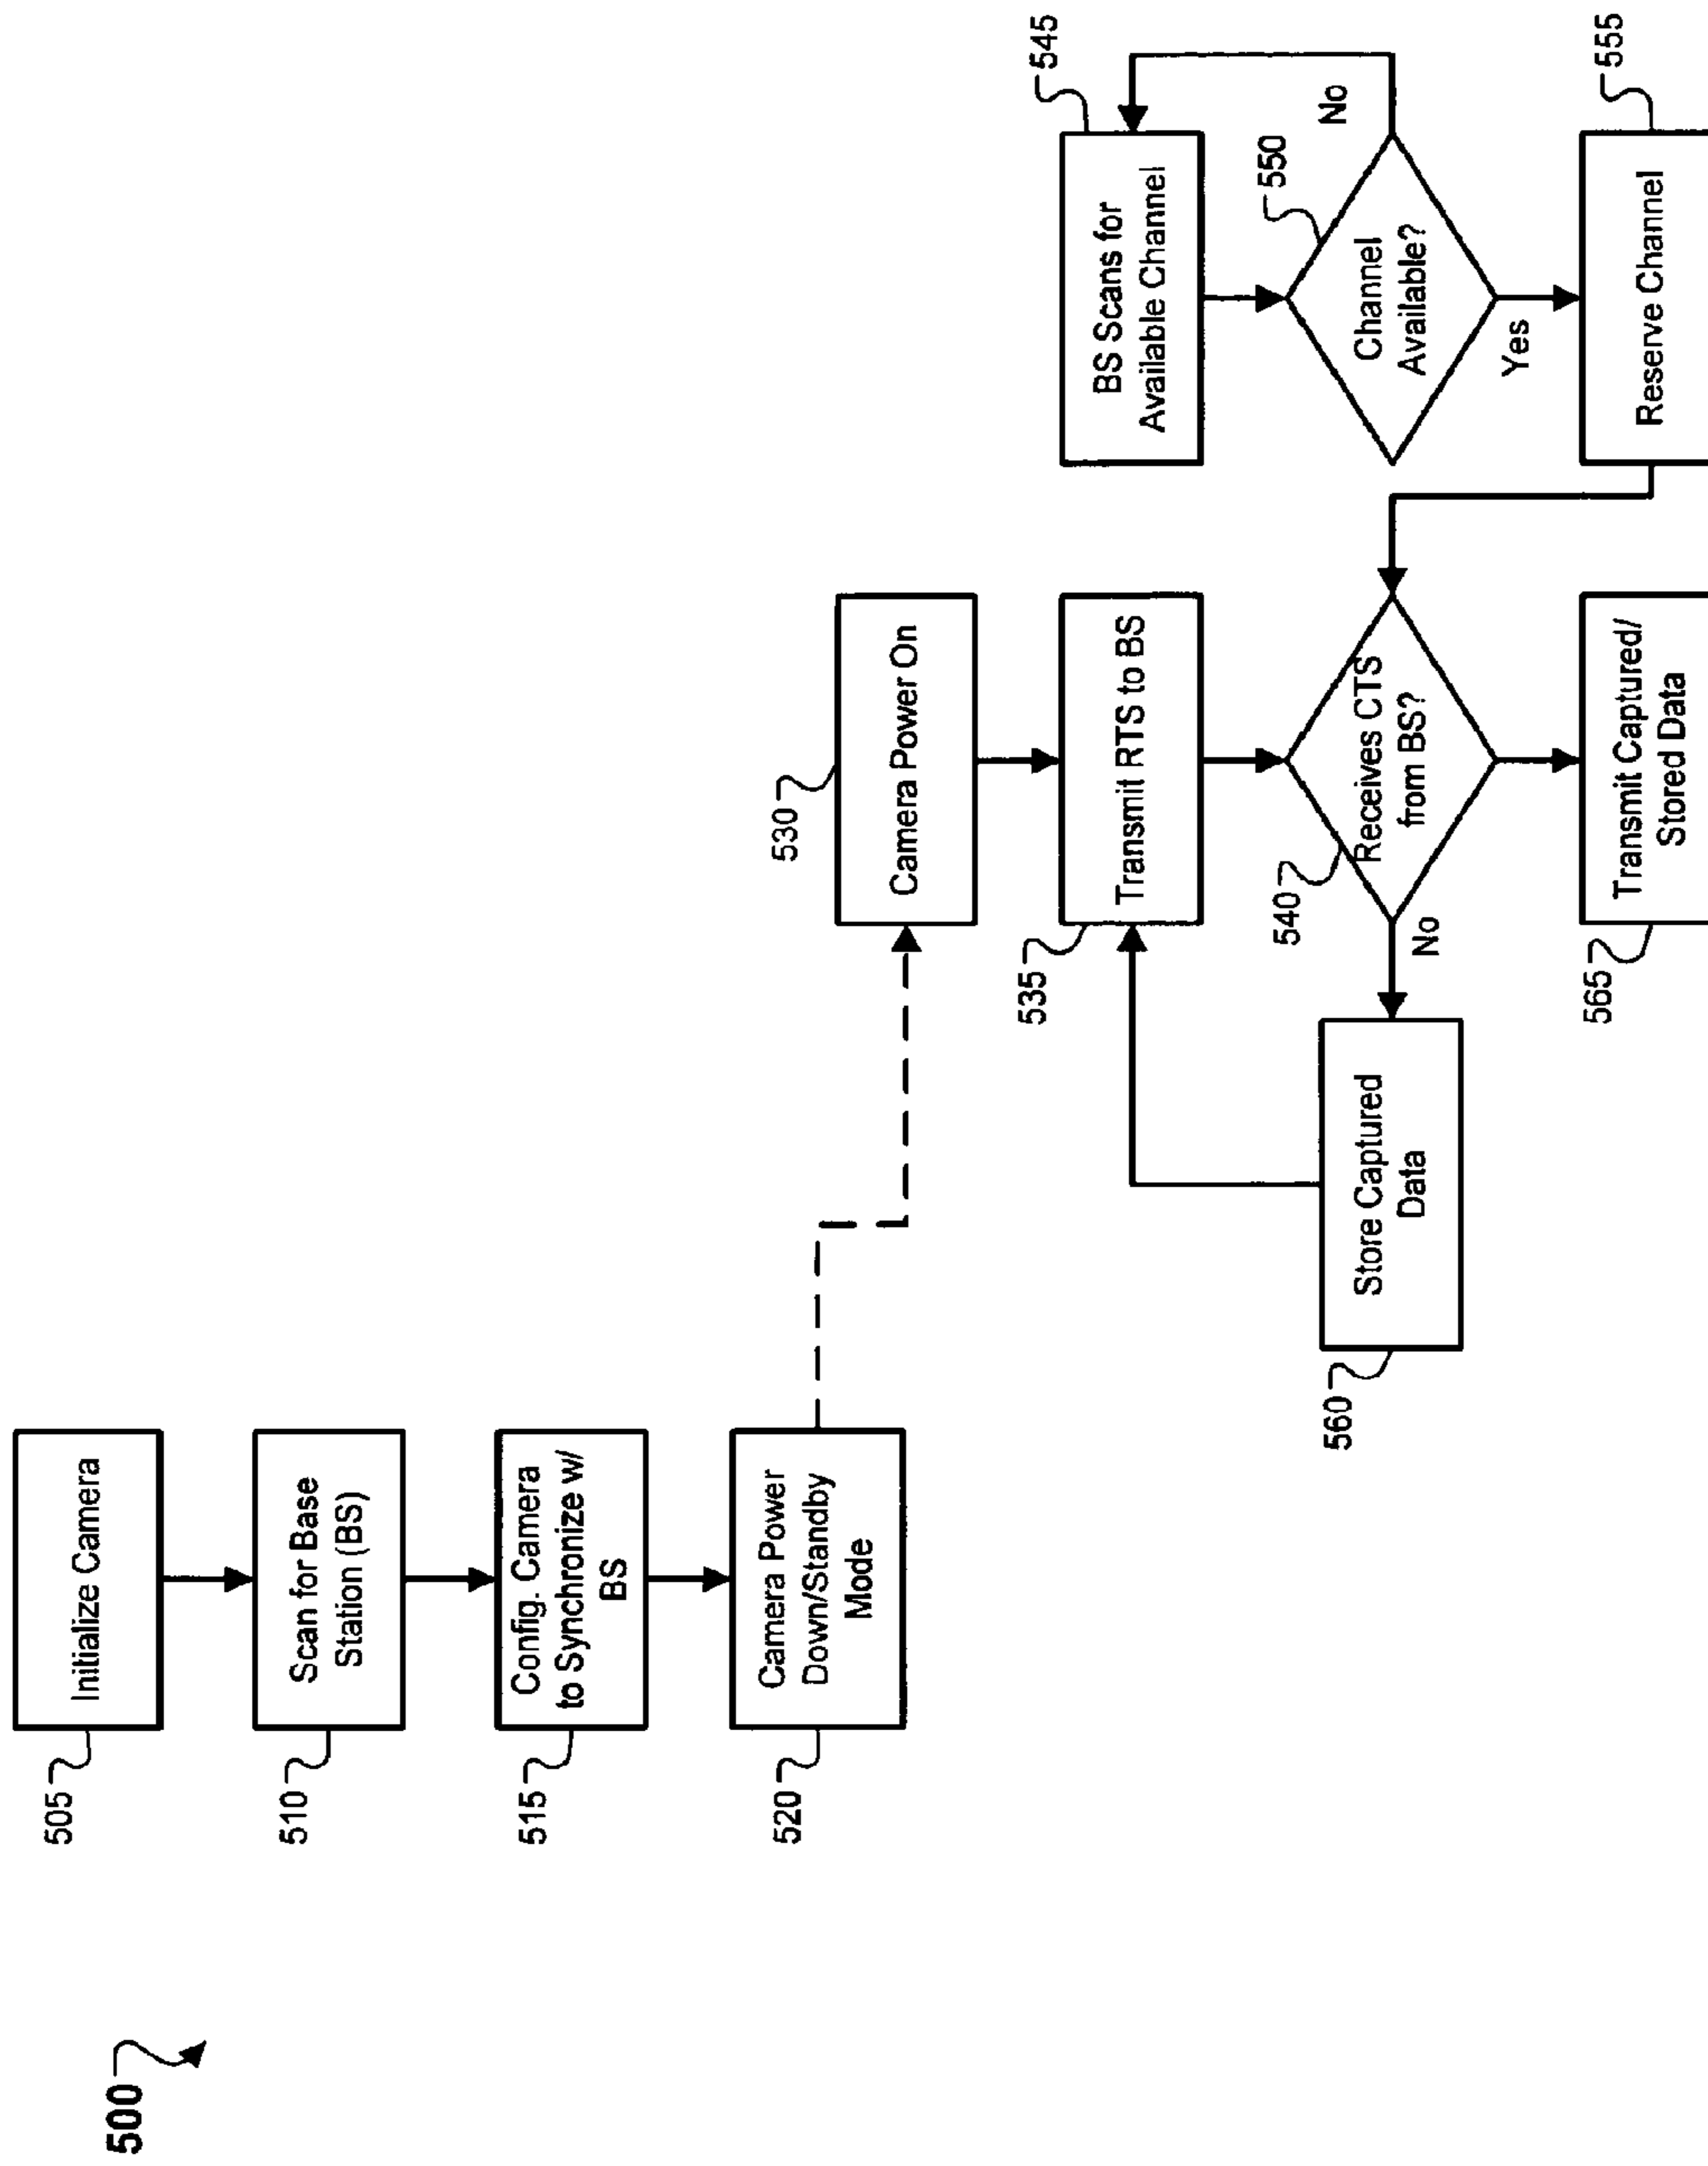 500
505
Initialize Camera
510
Scan for Base
Station (BS)
515
Config. Camera
to Synchronize w/
BS
520
Camera Power
Down/Standby
Mode
530
Camera Power On
535
Transmit RTS to BS
540
Receives CTS
from BS?
No
560
Store Captured
Data
565
Transmit Captured/
Stored Data
545
BS Scans for
Available Channel
550
Channel
Available?
No
Yes
555
Reserve Channel